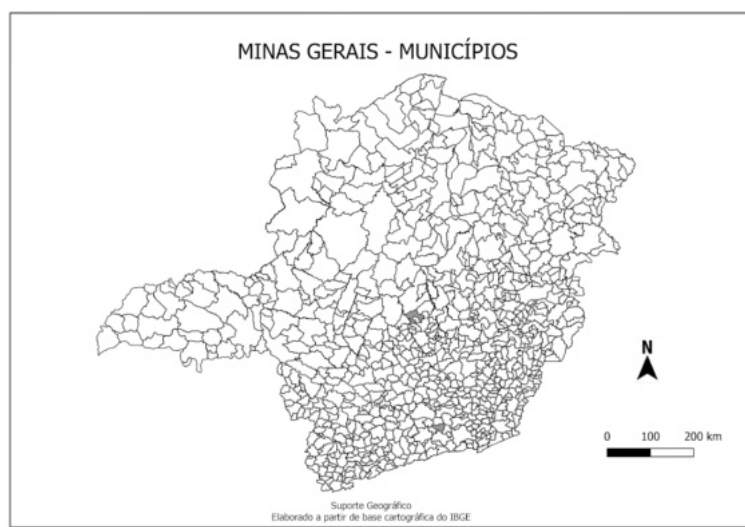 MINAS GERAIS - MUNICÍPIOS
N
0 100 200 km
Suporte Geográfico
Elaborado a partir de base cartográfica do IBGE